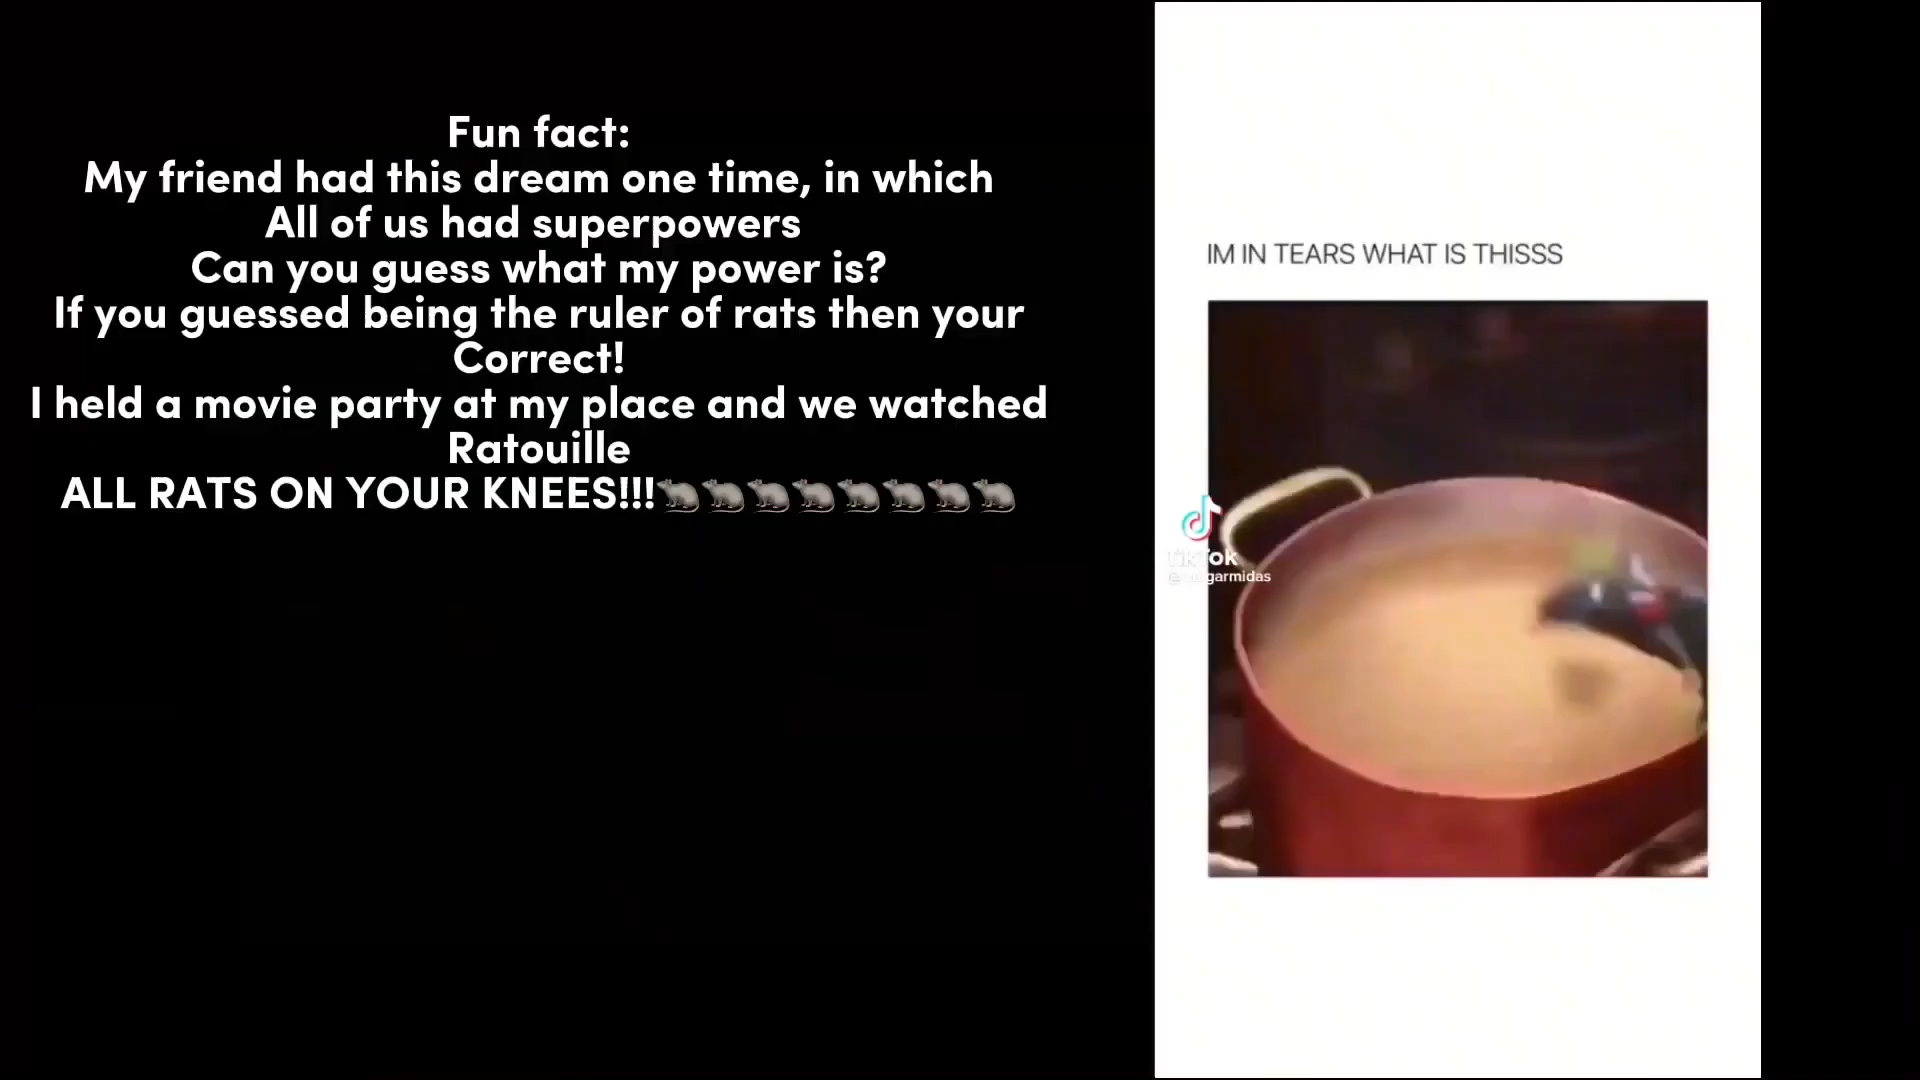 Fun fact:
My friend had this dream one time, in which
All of us had superpowers
Can you guess what my power is?
If you guessed being the ruler of rats then your
Correct!
I held a movie party at my place and we watched
Ratouille
ALL RATS ON YOUR KNEES!!!🐀🐀🐀🐀🐀🐀🐀🐀
IM IN TEARS WHAT IS THISSS
TikTok